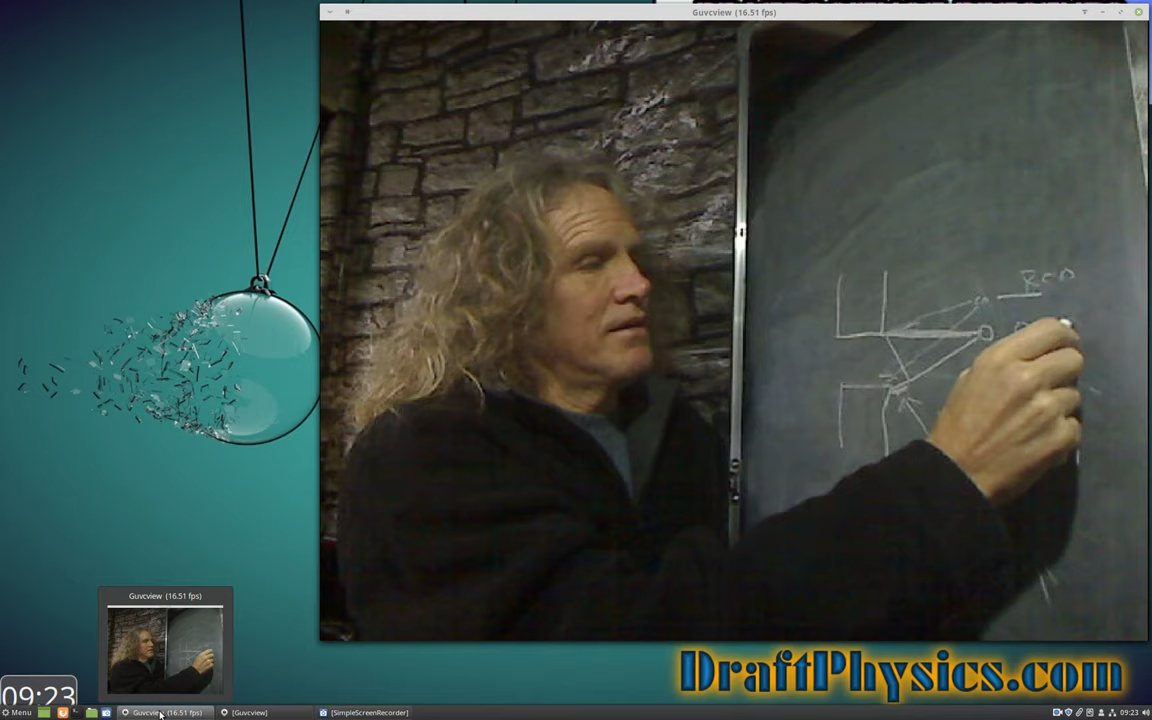 Guvcview (16.51 fps)
RED
Guvcview (16.51 fps)
09:23
DraftPhysics.com
Menu
Guvcview (16.51 fps)
[Guvcview]
[SimpleScreenRecorder]
09:23